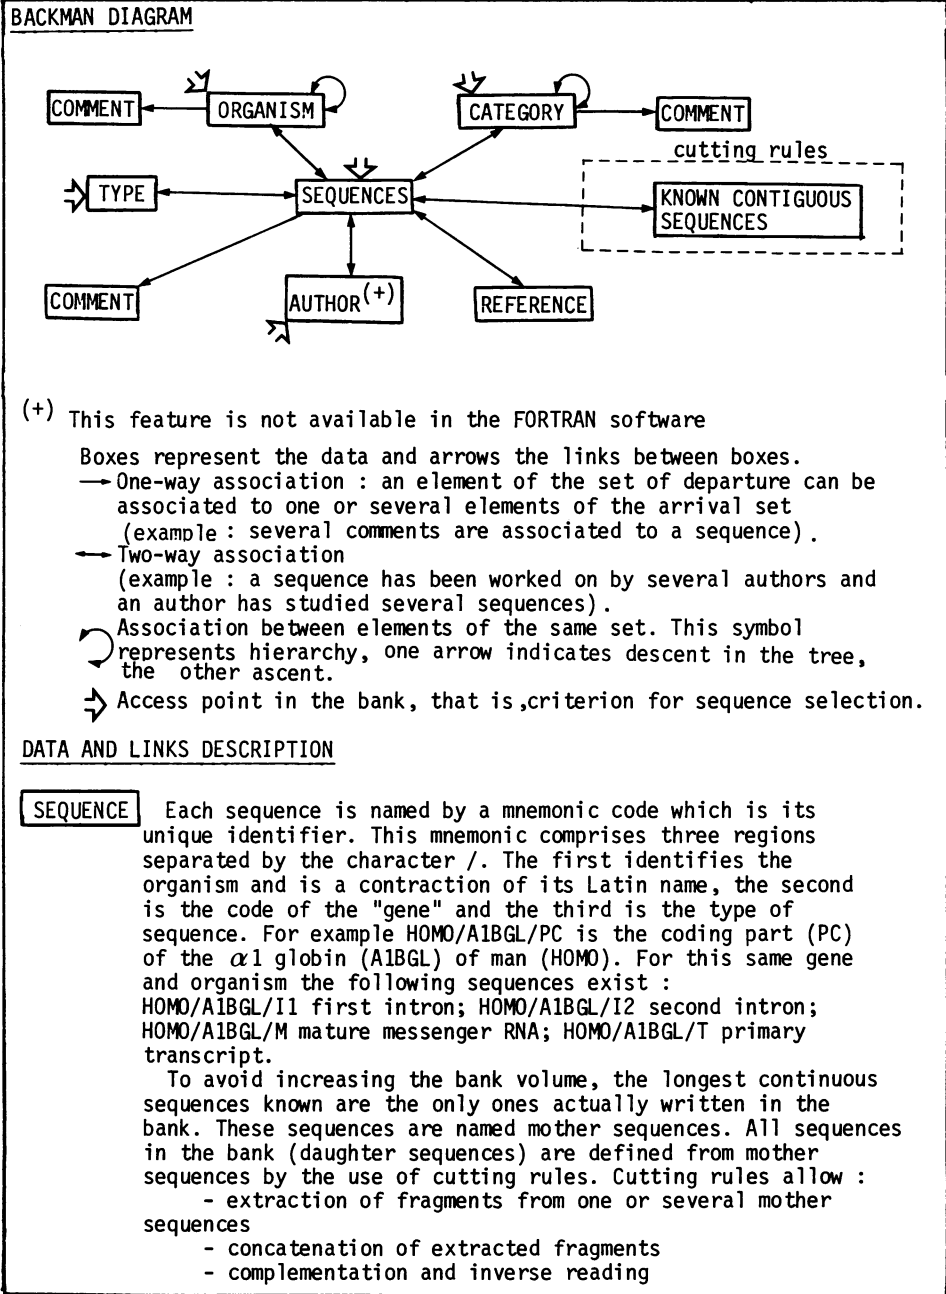 BACKMAN DIAGRAM
COMMENT
ORGANISM
CATEGORY
COMMENT
cutting rules
TYPE
SEQUENCES
KNOWN CONTIGUOUS
SEQUENCES
COMMENT
AUTHOR(+)
REFERENCE
(+) This feature is not available in the FORTRAN software
Boxes represent the data and arrows the links between boxes.
→ One-way association : an element of the set of departure can be
associated to one or several elements of the arrival set
(example : several comments are associated to a sequence).
↔ Two-way association
(example : a sequence has been worked on by several authors and
an author has studied several sequences).
Association between elements of the same set. This symbol
represents hierarchy, one arrow indicates descent in the tree,
the other ascent.
Access point in the bank, that is,criterion for sequence selection.
DATA AND LINKS DESCRIPTION
SEQUENCE Each sequence is named by a mnemonic code which is its
unique identifier. This mnemonic comprises three regions
separated by the character /. The first identifies the
organism and is a contraction of its Latin name, the second
is the code of the "gene" and the third is the type of
sequence. For example HOMO/A1BGL/PC is the coding part (PC)
of the α1 globin (A1BGL) of man (HOMO). For this same gene
and organism the following sequences exist :
HOMO/A1BGL/I1 first intron; HOMO/A1BGL/I2 second intron;
HOMO/A1BGL/M mature messenger RNA; HOMO/A1BGL/T primary
transcript.
To avoid increasing the bank volume, the longest continuous
sequences known are the only ones actually written in the
bank. These sequences are named mother sequences. All sequences
in the bank (daughter sequences) are defined from mother
sequences by the use of cutting rules. Cutting rules allow :
- extraction of fragments from one or several mother
sequences
- concatenation of extracted fragments
- complementation and inverse reading